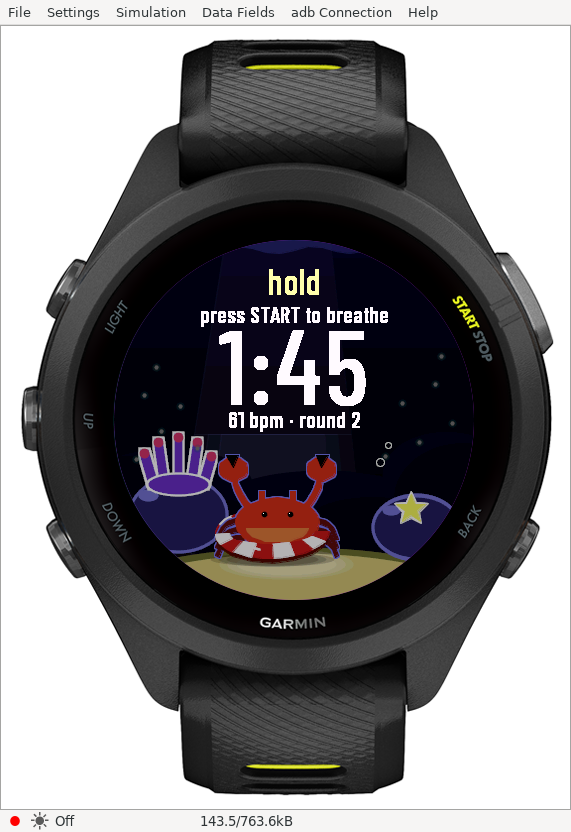 File Settings Simulation Data Fields adb Connection Help
hold
press START to breathe
1:45
61 bpm · round 2
LIGHT
START STOP
UP
DOWN
BACK
GARMIN
Off 143.5/763.6kB